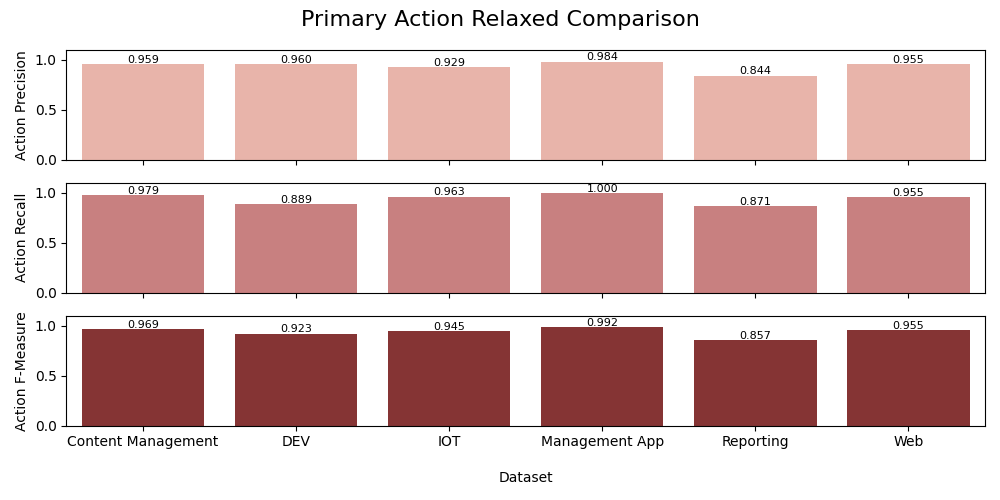 Primary Action Relaxed Comparison
Action Precision
1.0
0.5
0.0
0.959
0.960
0.929
0.984
0.844
0.955
Action Recall
1.0
0.5
0.0
0.979
0.889
0.963
1.000
0.871
0.955
Action F-Measure
1.0
0.5
0.0
0.969
0.923
0.945
0.992
0.857
0.955
Content Management
DEV
IOT
Management App
Reporting
Web
Dataset